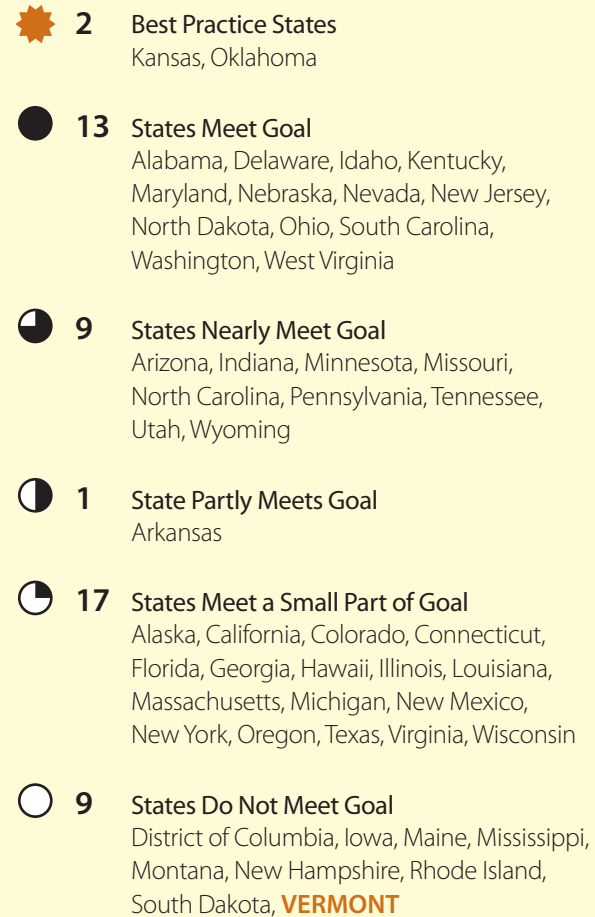 2 Best Practice States
Kansas, Oklahoma
13 States Meet Goal
Alabama, Delaware, Idaho, Kentucky,
Maryland, Nebraska, Nevada, New Jersey,
North Dakota, Ohio, South Carolina,
Washington, West Virginia
9 States Nearly Meet Goal
Arizona, Indiana, Minnesota, Missouri,
North Carolina, Pennsylvania, Tennessee,
Utah, Wyoming
1 State Partly Meets Goal
Arkansas
17 States Meet a Small Part of Goal
Alaska, California, Colorado, Connecticut,
Florida, Georgia, Hawaii, Illinois, Louisiana,
Massachusetts, Michigan, New Mexico,
New York, Oregon, Texas, Virginia, Wisconsin
9 States Do Not Meet Goal
District of Columbia, Iowa, Maine, Mississippi,
Montana, New Hampshire, Rhode Island,
South Dakota, VERMONT